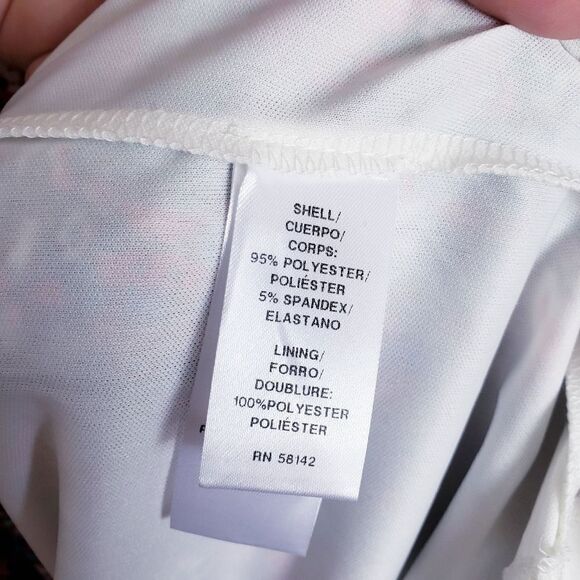 SHELL/
CUERPO/
CORPS:
95% POLYESTER/
POLIÉSTER
5% SPANDEX/
ELASTANO
LINING/
FORRO/
DOUBLURE:
100%POLYESTER
POLIÉSTER
RN 58142